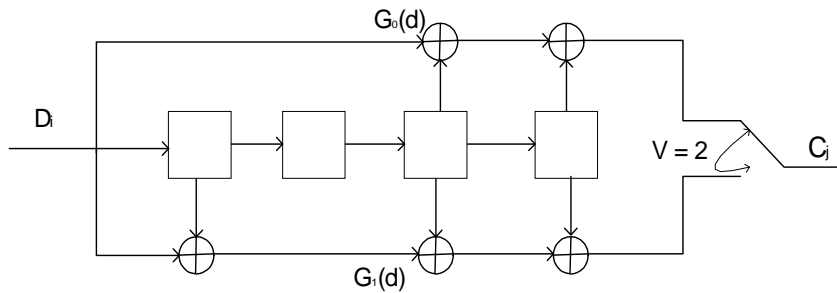 G₀(d)
Dᵢ
V = 2
Cⱼ
G₁(d)